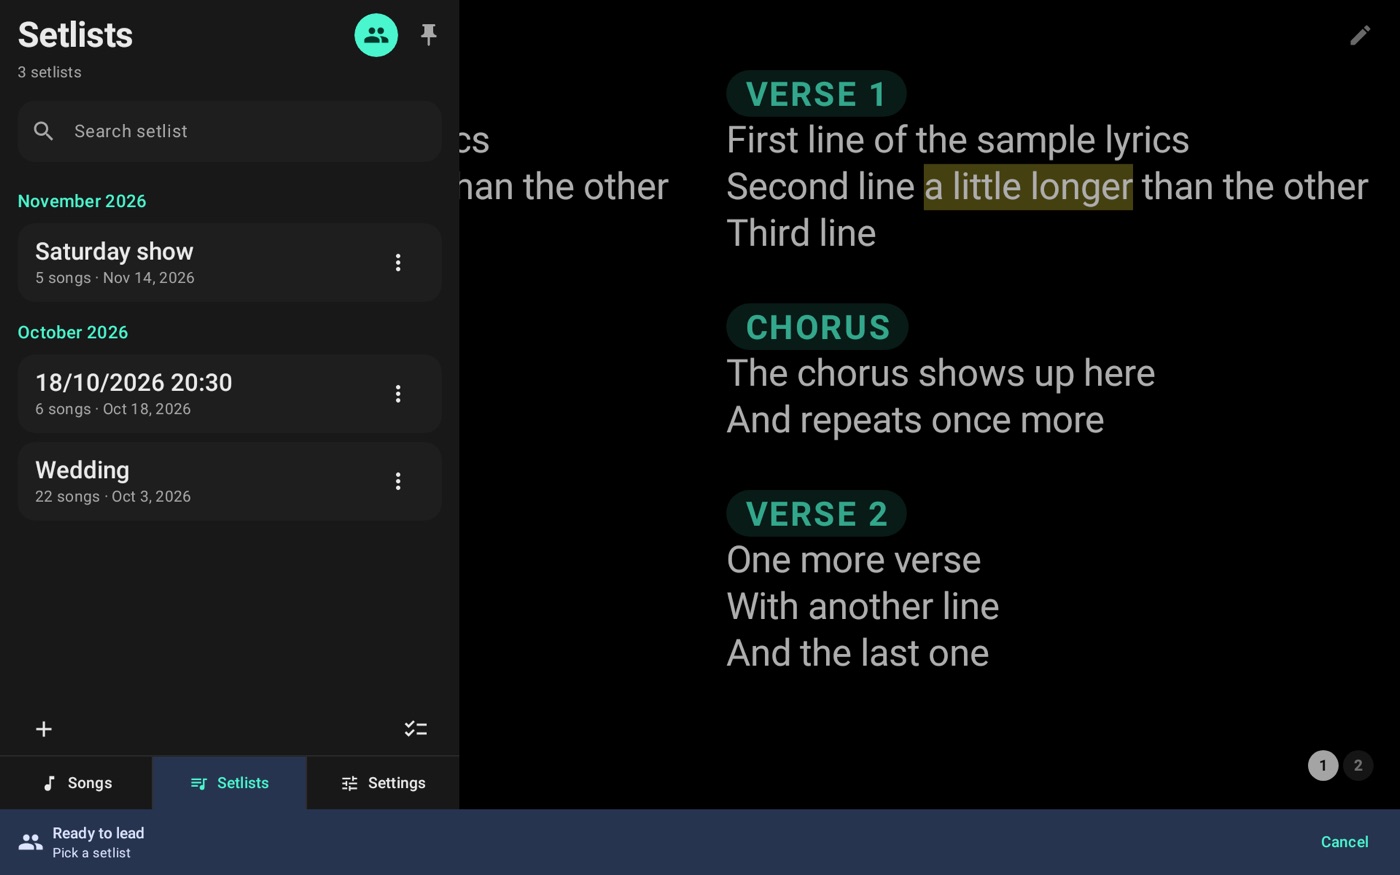 Setlists
3 setlists
Search setlist
November 2026
Saturday show
5 songs · Nov 14, 2026
October 2026
18/10/2026 20:30
6 songs · Oct 18, 2026
Wedding
22 songs · Oct 3, 2026
Songs
Setlists
Settings
cs
han the other
VERSE 1
First line of the sample lyrics
Second line a little longer than the other
Third line
CHORUS
The chorus shows up here
And repeats once more
VERSE 2
One more verse
With another line
And the last one
1 2
Ready to lead
Pick a setlist
Cancel